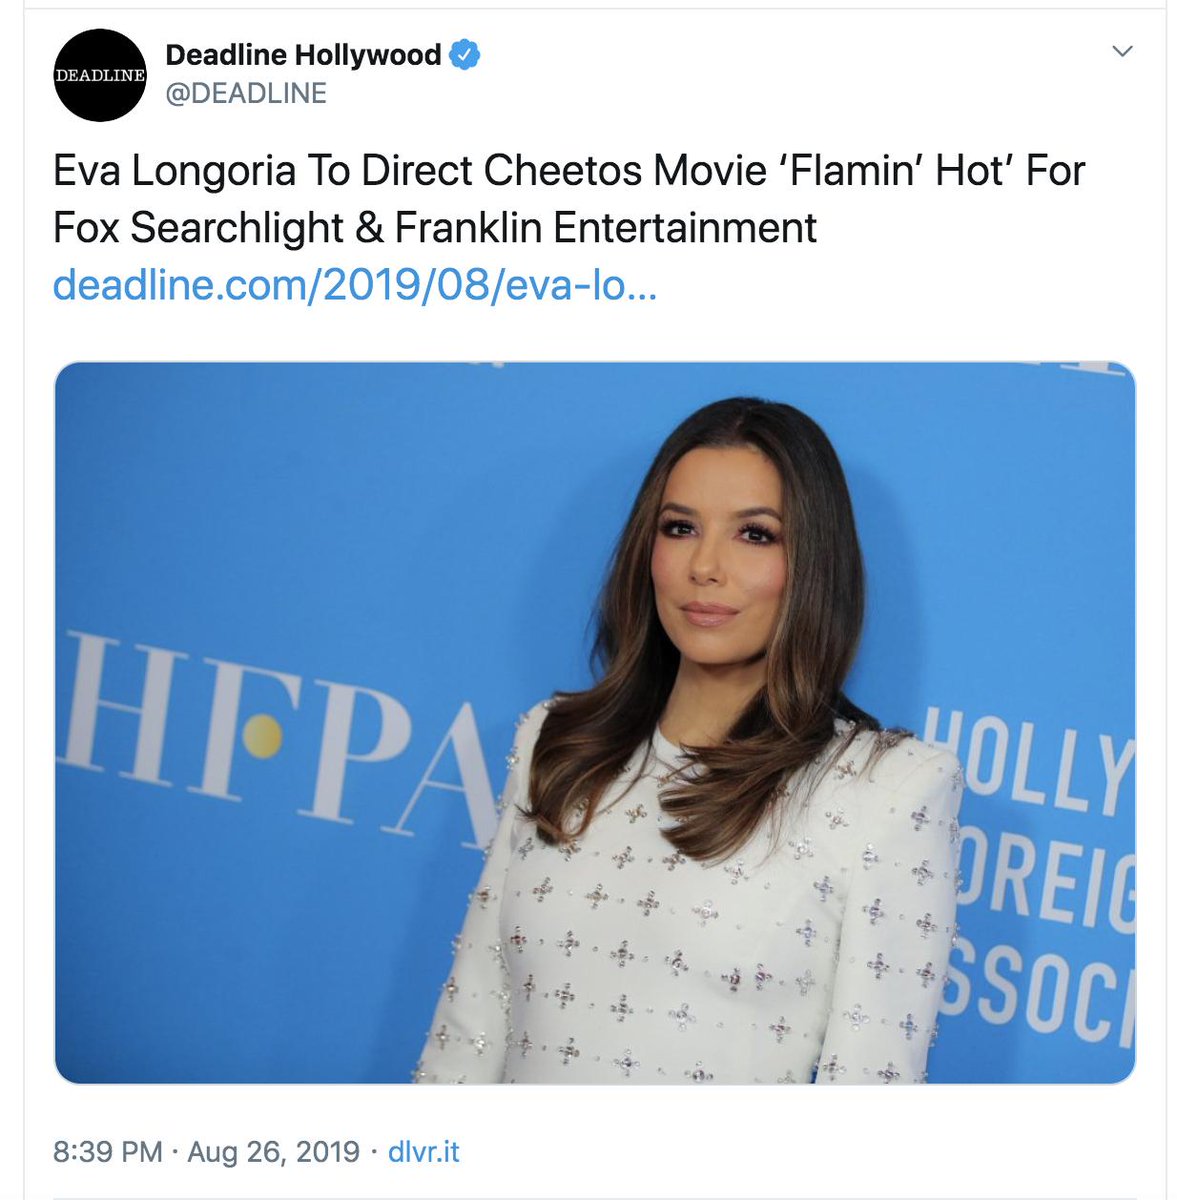 DEADLINE
Deadline Hollywood
@DEADLINE
Eva Longoria To Direct Cheetos Movie ‘Flamin’ Hot’ For
Fox Searchlight & Franklin Entertainment
deadline.com/2019/08/eva-lo...
HFPA
HOLLY
OREIG
SSOCI
8:39 PM · Aug 26, 2019 · dlvr.it